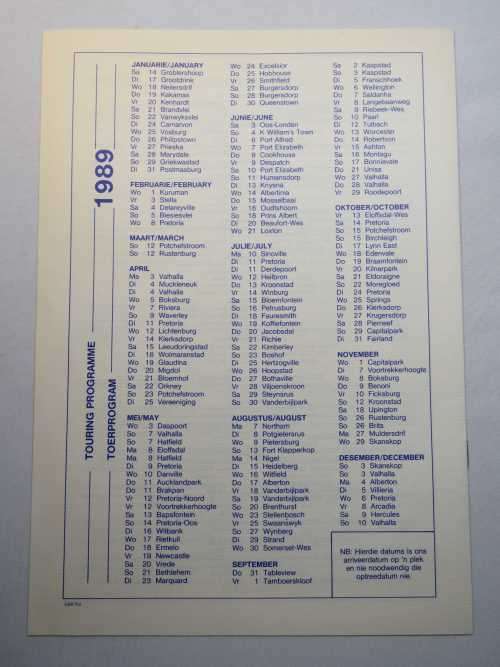 TOURING PROGRAMME
TOERPROGRAM
1989
JANUARIE/JANUARY
So 14 Groblershoop
Di 17 Grootdrink
Wo 18 Neilersdrif
Do 19 Kakamas
Vr 20 Kenhardt
Sa 21 Brandvlei
So 22 Vanwyksvlei
Di 24 Carnarvon
Wo 25 Vosburg
Do 26 Philipstown
Vr 27 Prieska
Sa 28 Marydale
So 29 Griekwastad
Di 31 Postmasburg
FEBRUARIE/FEBRUARY
Wo 1 Kuruman
Vr 3 Stella
Sa 4 Delareyville
So 5 Biesiesvlei
Wo 8 Pretoria
MAART/MARCH
So 12 Potchefstroom
So 12 Rustenburg
APRIL
Ma 3 Valhalla
Di 4 Muckleneuk
Di 4 Valhalla
Wo 5 Boksburg
Vr 7 Riviera
So 9 Waverley
Di 11 Pretoria
Wo 12 Lichtenburg
Vr 14 Klerksdorp
Sa 15 Leeudoringstad
Di 18 Wolmaranstad
Wo 19 Glaudina
Do 20 Migdol
Vr 21 Bloemhof
Sa 22 Orkney
So 23 Potchefstroom
Di 25 Vereeniging
MEI/MAY
Wo 3 Daspoort
So 7 Valhalla
So 7 Hatfield
Ma 8 Eloffsdal
Ma 8 Hatfield
Di 9 Pretoria
Wo 10 Danville
Do 11 Aucklandpark
Do 11 Brakpan
Vr 12 Pretoria-Noord
Vr 12 Voortrekkerhoogte
Sa 13 Bapsfontein
So 14 Pretoria-Oos
Di 16 Witbank
Wo 17 Rietkuil
Do 18 Ermelo
Vr 19 Newcastle
Sa 20 Vrede
So 21 Bethlehem
Di 23 Marquard
Wo 24 Excelsior
Do 25 Hobhouse
Vr 26 Smithfield
Sa 27 Burgersdorp
So 28 Burgersdorp
Di 30 Queenstown
JUNIE/JUNE
Sa 3 Oos-Londen
So 4 K William's Town
Di 6 Port Alfred
Wo 7 Port Elizabeth
Do 8 Cookhouse
Vr 9 Despatch
Sa 10 Port Elizabeth
So 11 Humansdorp
Di 13 Knysna
Wo 14 Albertinia
Do 15 Mosselbaai
Vr 16 Oudtshoorn
So 18 Prins Albert
Di 20 Beaufort-Wes
Wo 21 Loxton
JULIE/JULY
Ma 10 Sinoville
Di 11 Pretoria
Di 11 Derdepoort
Wo 12 Heilbron
Do 13 Kroonstad
Vr 14 Winburg
Sa 15 Bloemfontein
So 16 Petrusburg
Di 18 Fauresmith
Wo 19 Koffiefontein
Do 20 Jacobsdal
Vr 21 Richie
Sa 22 Kimberley
So 23 Boshof
Di 25 Hertzogville
Wo 26 Hoopstad
Do 27 Bothaville
Vr 28 Viljoenskroon
Sa 29 Steynsrus
So 30 Vanderbijlpark
AUGUSTUS/AUGUST
Ma 7 Northam
Di 8 Potgietersrus
Wo 9 Pietersburg
So 13 Fort Klapperkop
Ma 14 Nigel
Di 15 Heidelberg
Wo 16 Witfield
Do 17 Alberton
Vr 18 Vanderbijlpark
Sa 19 Vanderbijlpark
So 20 Brenthurst
Wo 23 Stellenbosch
Vr 25 Swaanswyk
So 27 Wynberg
Di 29 Strand
Wo 30 Somerset-Wes
SEPTEMBER
Do 31 Tableview
Vr 1 Tamboerskloof
Sa 2 Kaapstad
So 3 Kaapstad
Di 5 Franschhoek
Wo 6 Wellington
Do 7 Saldanha
Vr 8 Langebaanweg
Sa 9 Riebeek-Wes
So 10 Paarl
Di 12 Tulbach
Wo 13 Worcester
Do 14 Robertson
Vr 15 Ashton
Sa 16 Montagu
So 17 Bonnievale
Do 21 Unisa
Wo 27 Valhalla
Do 28 Valhalla
Vr 29 Roodepoort
OKTOBER/OCTOBER
Vr 13 Eloffsdal-Wes
Sa 14 Pretoria
So 15 Potchefstroom
So 15 Birchleigh
Di 17 Lynn East
Wo 18 Edenvale
Do 19 Braamfontein
Vr 20 Kilnarpark
Sa 21 Eldoraigne
So 22 Moregloed
Di 24 Pretoria
Wo 25 Springs
Do 26 Klerksdorp
Vr 27 Krugersdorp
Sa 28 Pierneef
So 29 Capitalpark
Di 31 Fairland
NOVEMBER
Wo 1 Capitalpark
Di 7 Voortrekkerhoogte
Wo 8 Boksburg
Do 9 Benoni
Vr 10 Ficksburg
So 12 Kroonstad
Sa 18 Upington
So 26 Rustenburg
So 26 Brits
Ma 27 Muldersdrif
Wo 29 Skanskop
DESEMBER/DECEMBER
So 3 Skanskop
So 3 Valhalla
Ma 4 Alberton
Di 5 Villieria
Wo 6 Pretoria
Vr 8 Arcadia
Sa 9 Hercules
So 10 Valhalla
NB: Hierdie datums is ons
arriveerdatum op 'n plek
en nie noodwendig die
optreedatum nie.